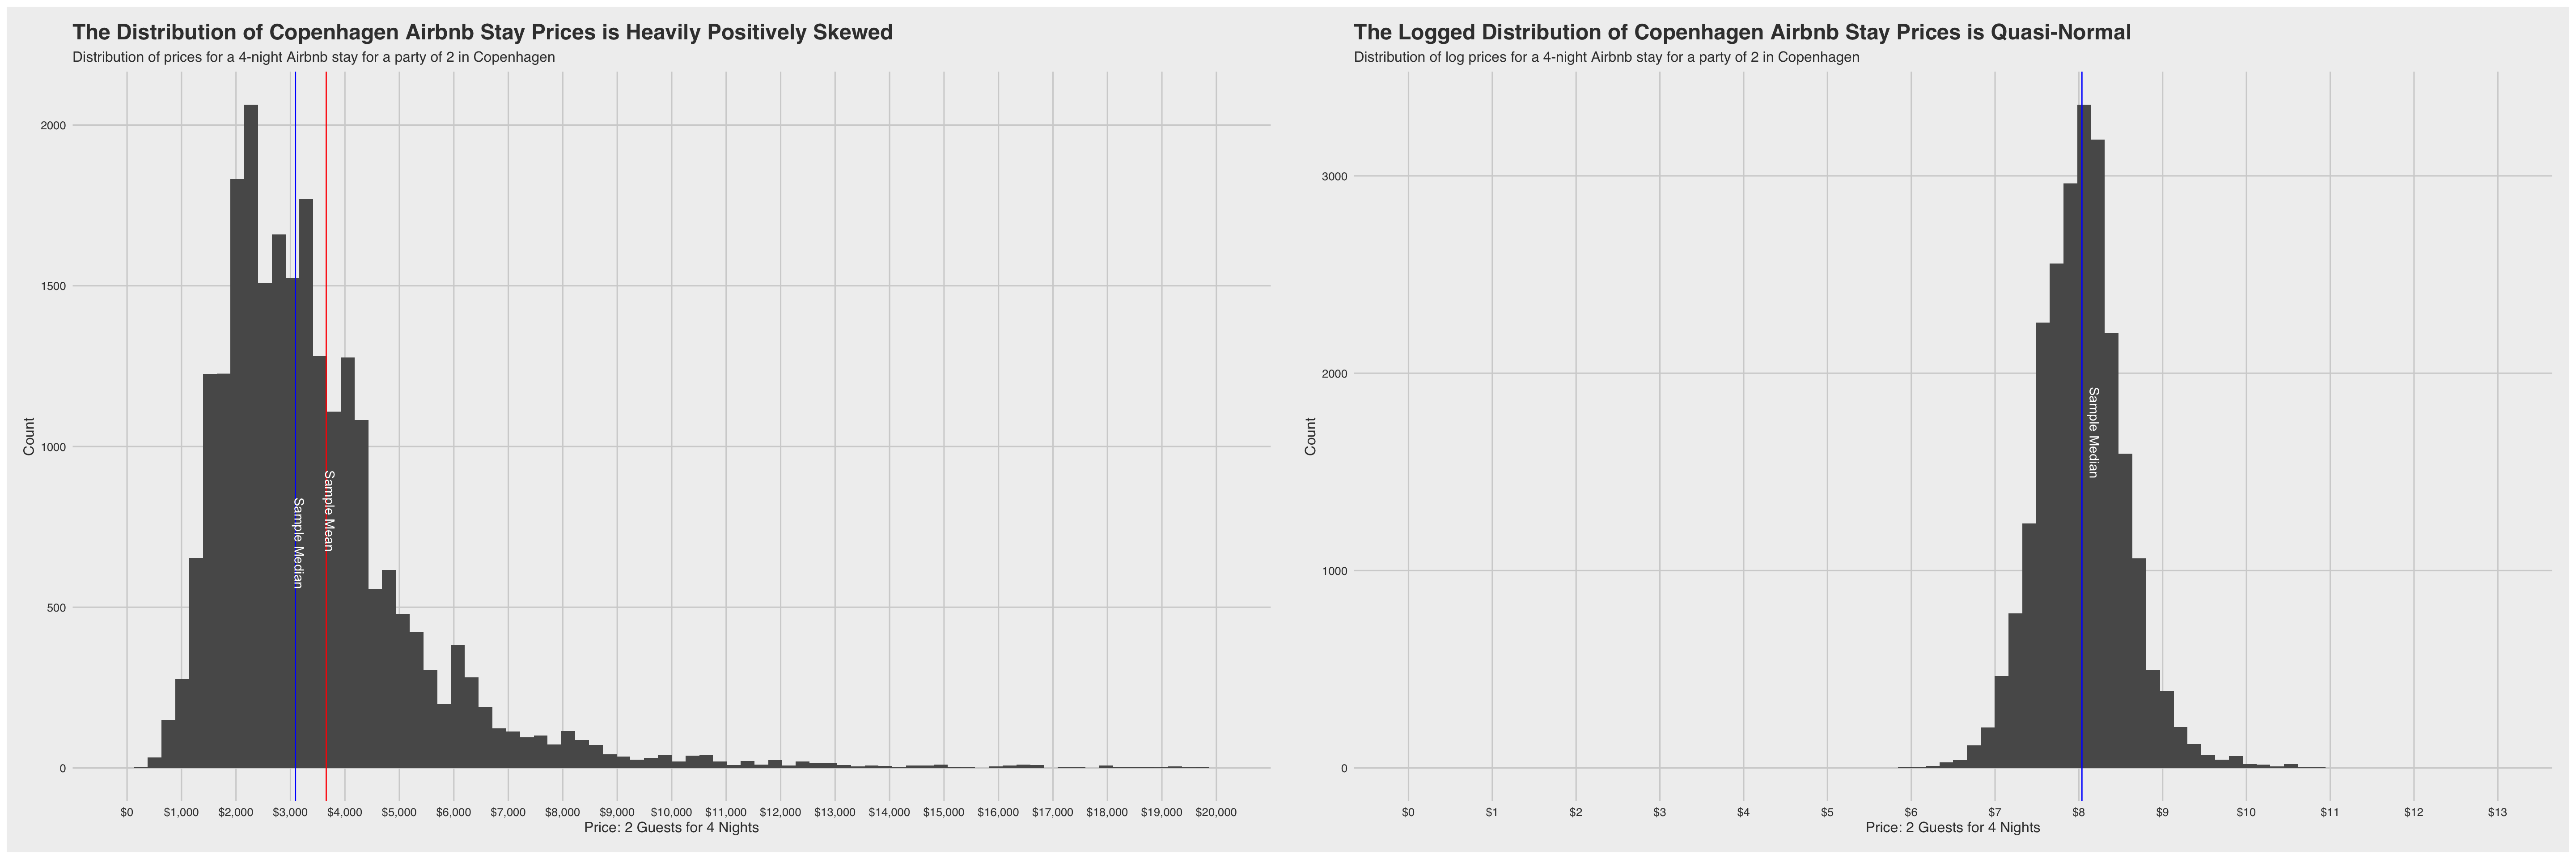 The Distribution of Copenhagen Airbnb Stay Prices is Heavily Positively Skewed
Distribution of prices for a 4-night Airbnb stay for a party of 2 in Copenhagen
2000
1500
1000
500
0
Count
Sample Median
Sample Mean
$0 $1,000 $2,000 $3,000 $4,000 $5,000 $6,000 $7,000 $8,000 $9,000 $10,000 $11,000 $12,000 $13,000 $14,000 $15,000 $16,000 $17,000 $18,000 $19,000 $20,000
Price: 2 Guests for 4 Nights
The Logged Distribution of Copenhagen Airbnb Stay Prices is Quasi-Normal
Distribution of log prices for a 4-night Airbnb stay for a party of 2 in Copenhagen
3000
2000
1000
0
Count
Sample Median
$0 $1 $2 $3 $4 $5 $6 $7 $8 $9 $10 $11 $12 $13
Price: 2 Guests for 4 Nights